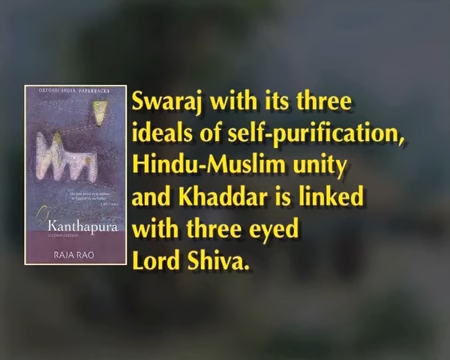 OXFORD INDIA PAPERBACKS
Kanthapura
RAJA RAO
Swaraj with its three
ideals of self-purification,
Hindu-Muslim unity
and Khaddar is linked
with three eyed
Lord Shiva.